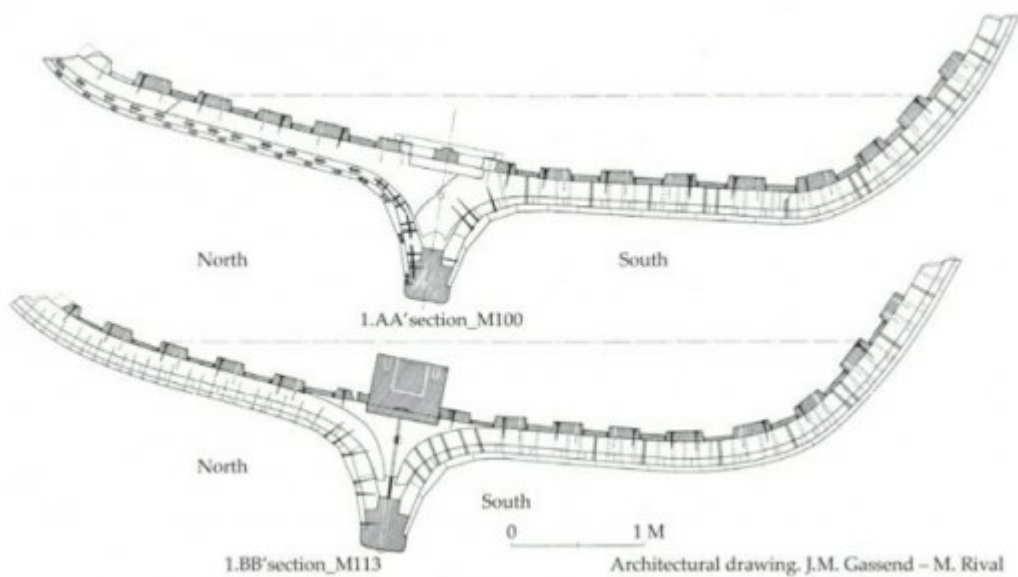 North
South
1.AA'section_M100
North
South
0 1 M
1.BB'section_M113
Architectural drawing. J.M. Gassend – M. Rival